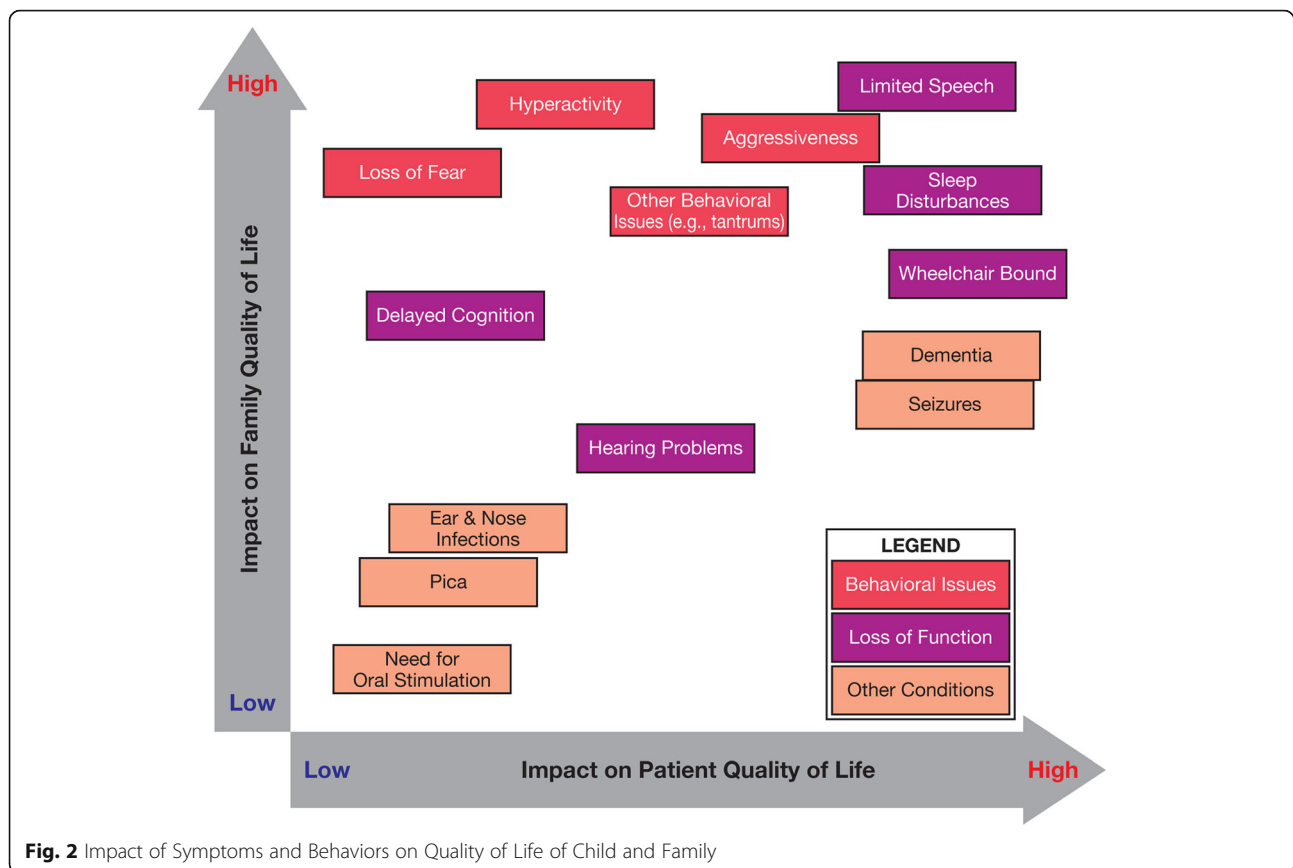 High
Impact on Family Quality of Life
Low
Limited Speech
Hyperactivity
Aggressiveness
Loss of Fear
Sleep
Disturbances
Other Behavioral
Issues (e.g., tantrums)
Wheelchair Bound
Delayed Cognition
Dementia
Seizures
Hearing Problems
Ear & Nose
Infections
Pica
Need for
Oral Stimulation
LEGEND
Behavioral Issues
Loss of Function
Other Conditions
Low
Impact on Patient Quality of Life
High
Fig. 2 Impact of Symptoms and Behaviors on Quality of Life of Child and Family